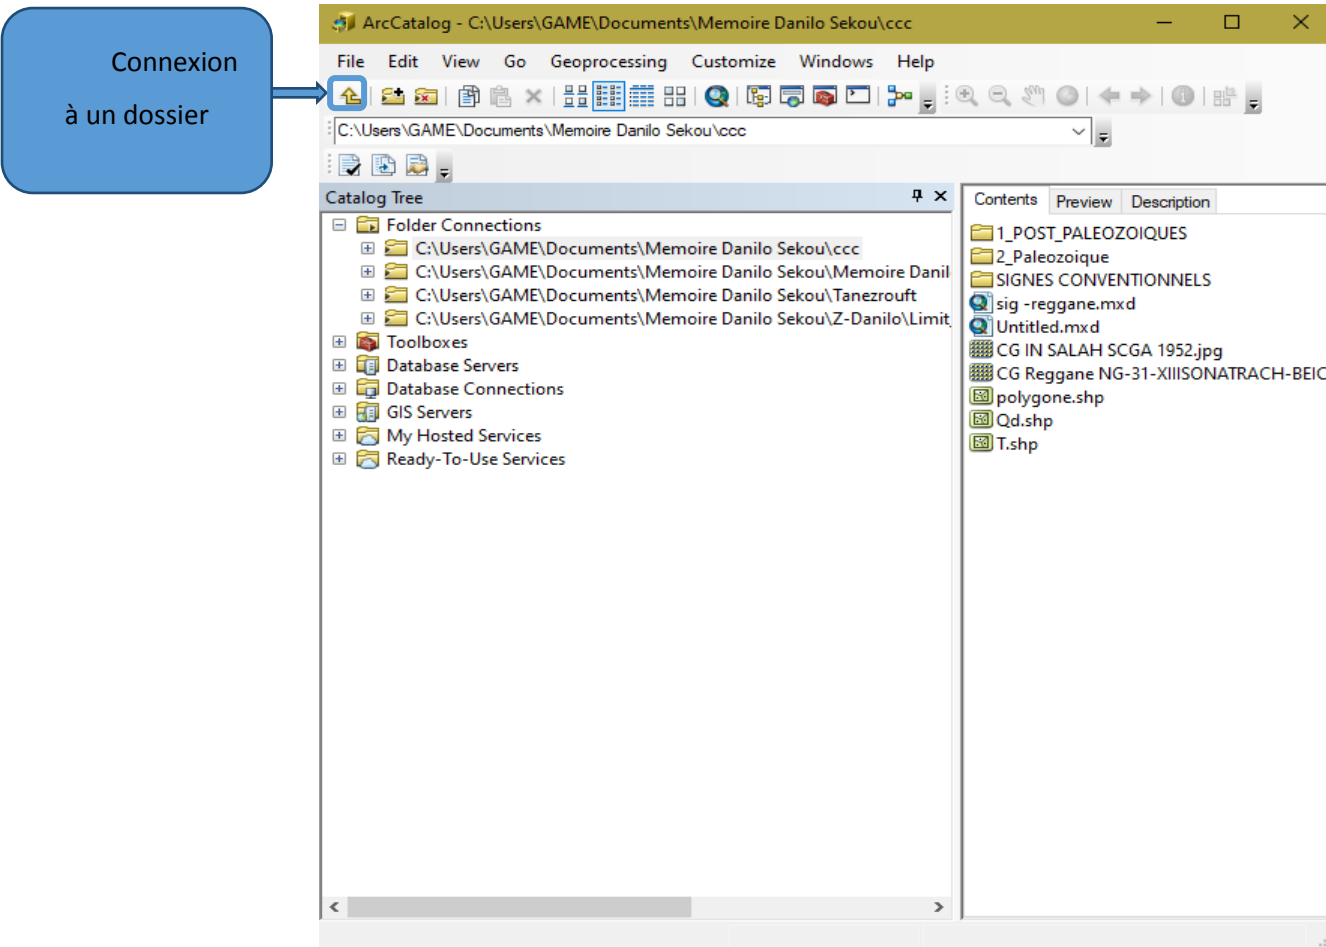 Connexion
à un dossier
ArcCatalog - C:\Users\GAME\Documents\Memoire Danilo Sekou\ccc
File Edit View Go Geoprocessing Customize Windows Help
C:\Users\GAME\Documents\Memoire Danilo Sekou\ccc
Catalog Tree
Folder Connections
C:\Users\GAME\Documents\Memoire Danilo Sekou\ccc
C:\Users\GAME\Documents\Memoire Danilo Sekou\Memoire Danil
C:\Users\GAME\Documents\Memoire Danilo Sekou\Tanezrouft
C:\Users\GAME\Documents\Memoire Danilo Sekou\Z-Danilo\Limit_
Toolboxes
Database Servers
Database Connections
GIS Servers
My Hosted Services
Ready-To-Use Services
Contents Preview Description
1_POST_PALEOZOIQUES
2_Paleozoique
SIGNES CONVENTIONNELS
sig -reggane.mxd
Untitled.mxd
CG IN SALAH SCGA 1952.jpg
CG Reggane NG-31-XIIISONATRACH-BEIC
polygone.shp
Qd.shp
T.shp